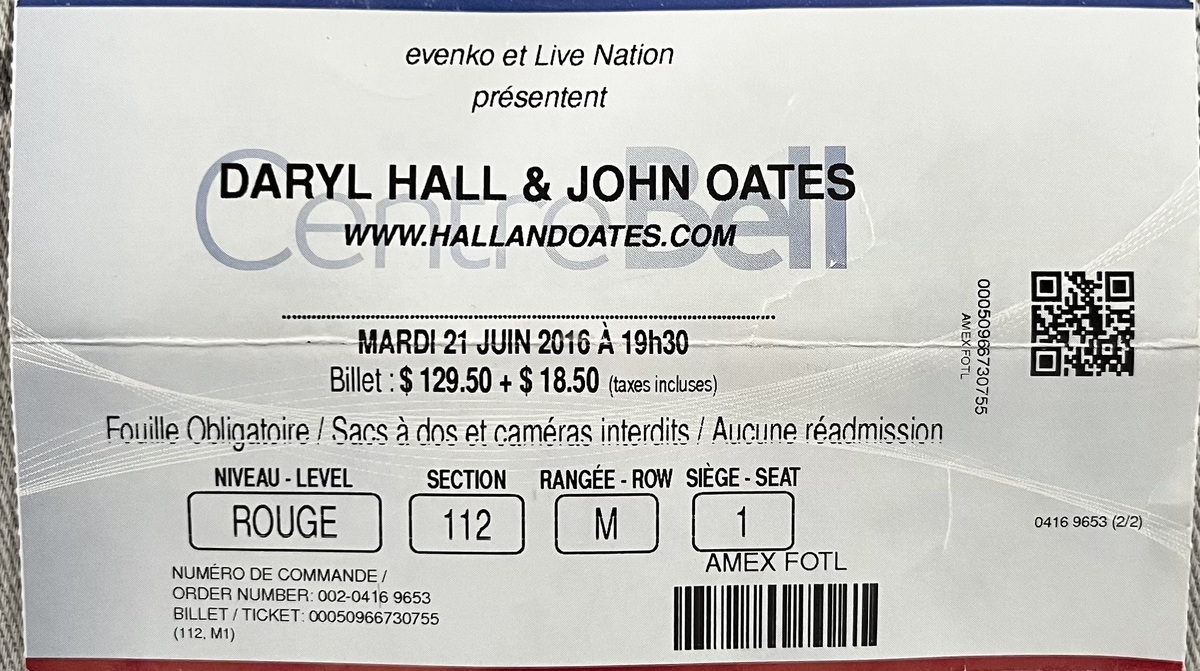 evenko et Live Nation
présentent
CentreBell
DARYL HALL & JOHN OATES
WWW.HALLANDOATES.COM
MARDI 21 JUIN 2016 À 19h30
Billet : $ 129.50 + $ 18.50 (taxes incluses)
Fouille Obligatoire / Sacs à dos et caméras interdits / Aucune réadmission
NIVEAU - LEVEL SECTION RANGÉE - ROW SIÈGE - SEAT
ROUGE 112 M 1
AMEX FOTL
NUMÉRO DE COMMANDE /
ORDER NUMBER: 002-0416 9653
BILLET / TICKET: 00050966730755
(112, M1)
00050966730755
AMEX FOTL
0416 9653 (2/2)